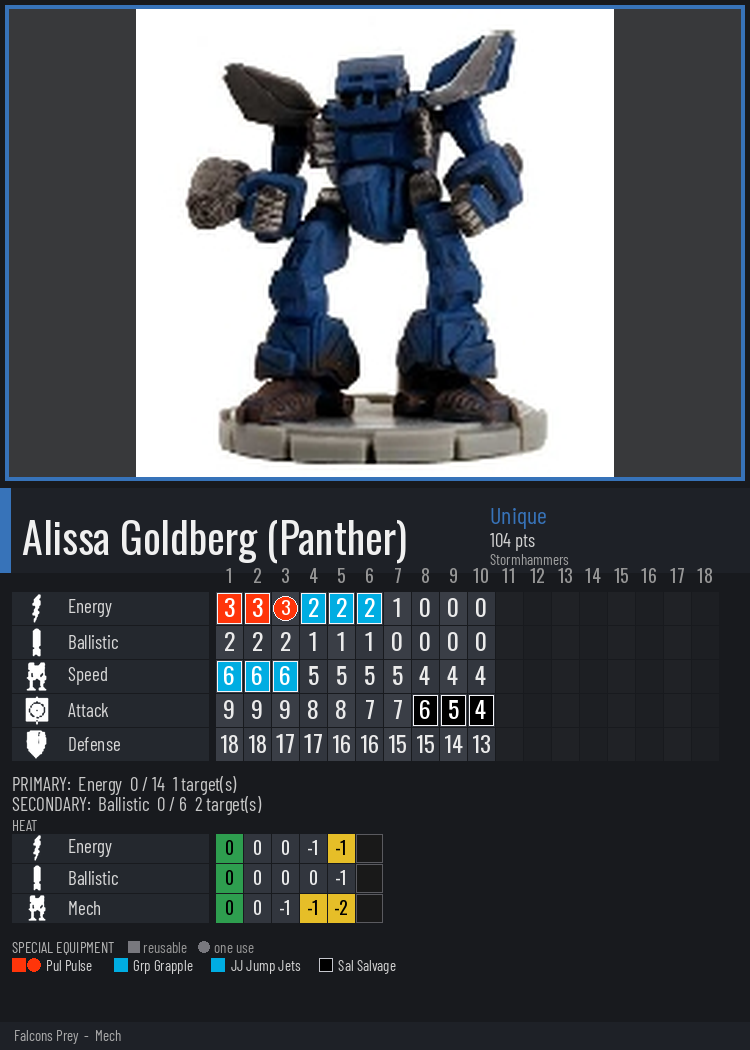 Alissa Goldberg (Panther)
Unique
104 pts
Stormhammers
1 2 3 4 5 6 7 8 9 10 11 12 13 14 15 16 17 18
Energy 3 3 3 2 2 2 1 0 0 0
Ballistic 2 2 2 1 1 1 0 0 0 0
Speed 6 6 6 5 5 5 5 4 4 4
Attack 9 9 9 8 8 7 7 6 5 4
Defense 18 18 17 17 16 16 15 15 14 13
PRIMARY: Energy 0 / 14 1 target(s)
SECONDARY: Ballistic 0 / 6 2 target(s)
HEAT
Energy 0 0 0 -1 -1
Ballistic 0 0 0 0 -1
Mech 0 0 -1 -1 -2
SPECIAL EQUIPMENT reusable one use
Pul Pulse Grp Grapple JJ Jump Jets Sal Salvage
Falcons Prey - Mech